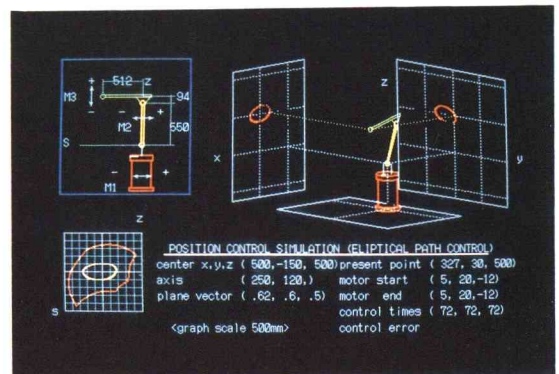 512 z
M3 + - 94
- M2 + 550
S
- +
M1
z
x y
z
S
POSITION CONTROL SIMULATION (ELIPTICAL PATH CONTROL)
center x,y,z ( 500,-150, 500) present point ( 327, 30, 500)
axis ( 250, 120,) motor start ( 5, 20,-12)
plane vector ( .62, .6, .5) motor end ( 5, 20,-12)
control times ( 72, 72, 72)
<graph scale 500mm> control error